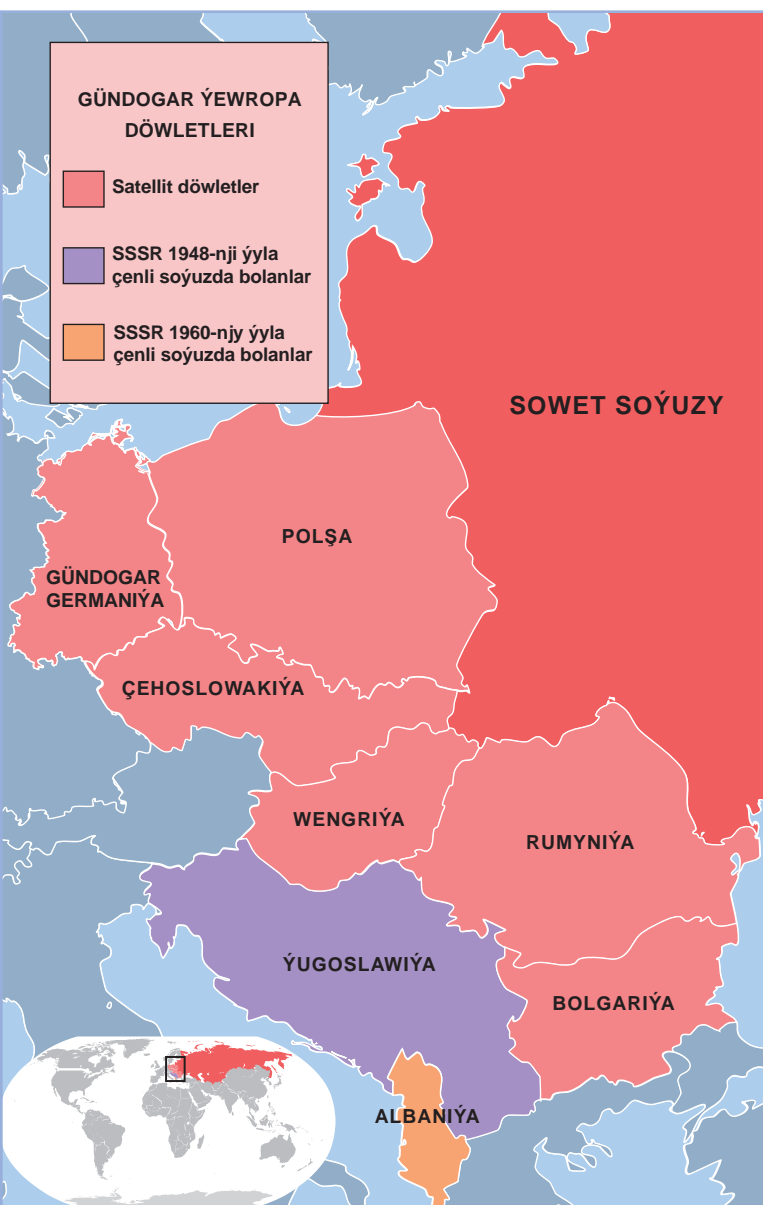 GÜNDOGAR ÝEWROPA
DÖWLETLERI
Satellit döwletler
SSSR 1948-nji ýyla
çenli soýuzda bolanlar
SSSR 1960-njy ýyla
çenli soýuzda bolanlar
SOWET SOÝUZY
POLŞA
GÜNDOGAR
GERMANIÝA
ÇEHOSLOWAKIÝA
WENGRIÝA
RUMYNIÝA
ÝUGOSLAWIÝA
BOLGARIÝA
ALBANIÝA